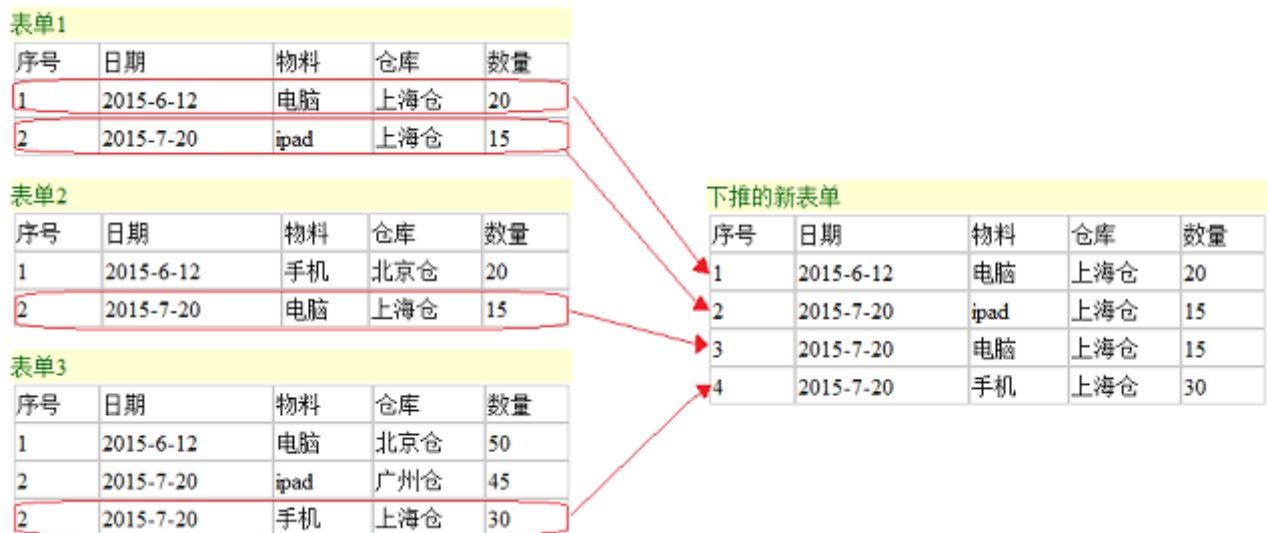 表单1
序号 日期 物料 仓库 数量
1 2015-6-12 电脑 上海仓 20
2 2015-7-20 ipad 上海仓 15
表单2
序号 日期 物料 仓库 数量
1 2015-6-12 手机 北京仓 20
2 2015-7-20 电脑 上海仓 15
表单3
序号 日期 物料 仓库 数量
1 2015-6-12 电脑 北京仓 50
2 2015-7-20 ipad 广州仓 45
2 2015-7-20 手机 上海仓 30
下推的新表单
序号 日期 物料 仓库 数量
1 2015-6-12 电脑 上海仓 20
2 2015-7-20 ipad 上海仓 15
3 2015-7-20 电脑 上海仓 15
4 2015-7-20 手机 上海仓 30